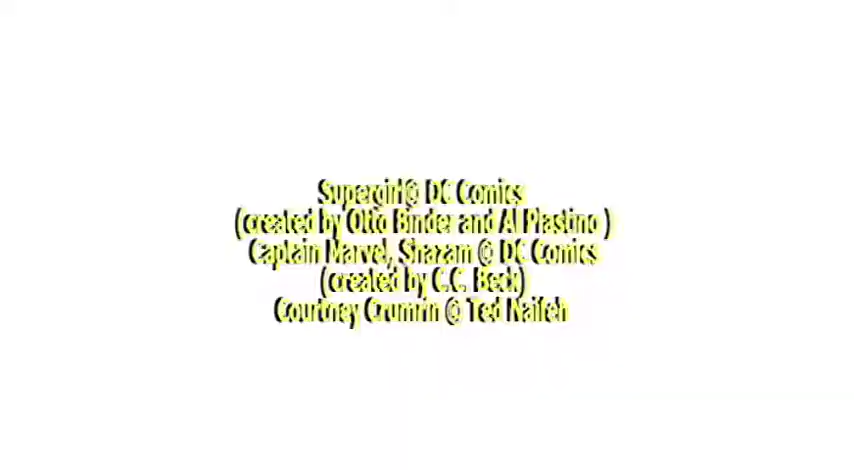 Supergirl© DC Comics
(created by Otto Binder and Al Plastino )
Captain Marvel, Shazam © DC Comics
(created by C.C. Beck)
Courtney Crumrin © Ted Naifeh